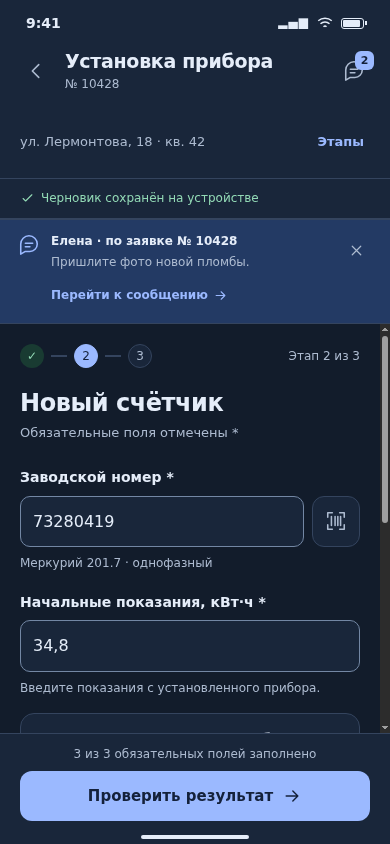 9:41
Установка прибора
№ 10428
2
ул. Лермонтова, 18 · кв. 42
Этапы
✓ Черновик сохранён на устройстве
Елена · по заявке № 10428
Пришлите фото новой пломбы.
Перейти к сообщению →
✓ 2 3
Этап 2 из 3
Новый счётчик
Обязательные поля отмечены *
Заводской номер *
73280419
Меркурий 201.7 · однофазный
Начальные показания, кВт·ч *
34,8
Введите показания с установленного прибора.
3 из 3 обязательных полей заполнено
Проверить результат →